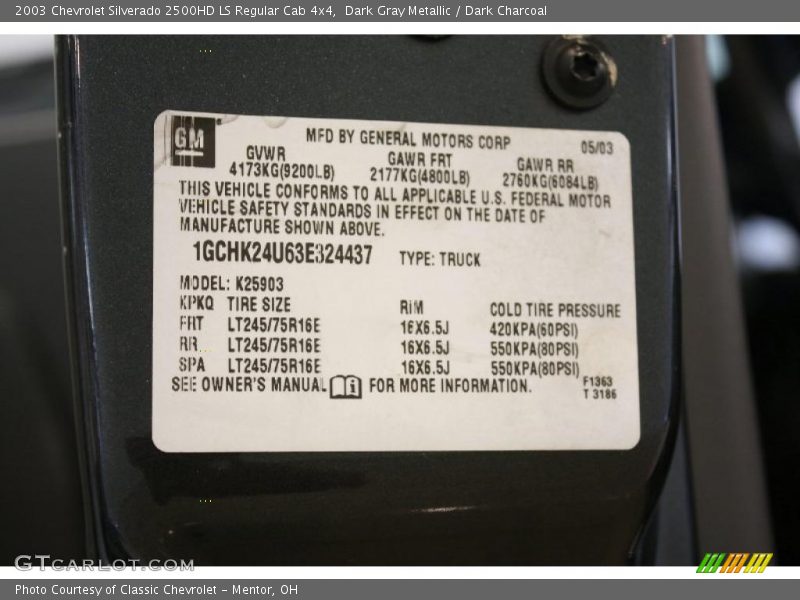 2003 Chevrolet Silverado 2500HD LS Regular Cab 4x4, Dark Gray Metallic / Dark Charcoal
GM MFD BY GENERAL MOTORS CORP 05/03
GVWR GAWR FRT GAWR RR
4173KG(9200LB) 2177KG(4800LB) 2760KG(6084LB)
THIS VEHICLE CONFORMS TO ALL APPLICABLE U.S. FEDERAL MOTOR
VEHICLE SAFETY STANDARDS IN EFFECT ON THE DATE OF
MANUFACTURE SHOWN ABOVE.
1GCHK24U63E324437 TYPE: TRUCK
MODEL: K25903
KPKQ TIRE SIZE RIM COLD TIRE PRESSURE
FRT LT245/75R16E 16X6.5J 420KPA(60PSI)
RR LT245/75R16E 16X6.5J 550KPA(80PSI)
SPA LT245/75R16E 16X6.5J 550KPA(80PSI)
SEE OWNER'S MANUAL FOR MORE INFORMATION.
F1363
T 3186
GTCARLOT.COM
Photo Courtesy of Classic Chevrolet - Mentor, OH